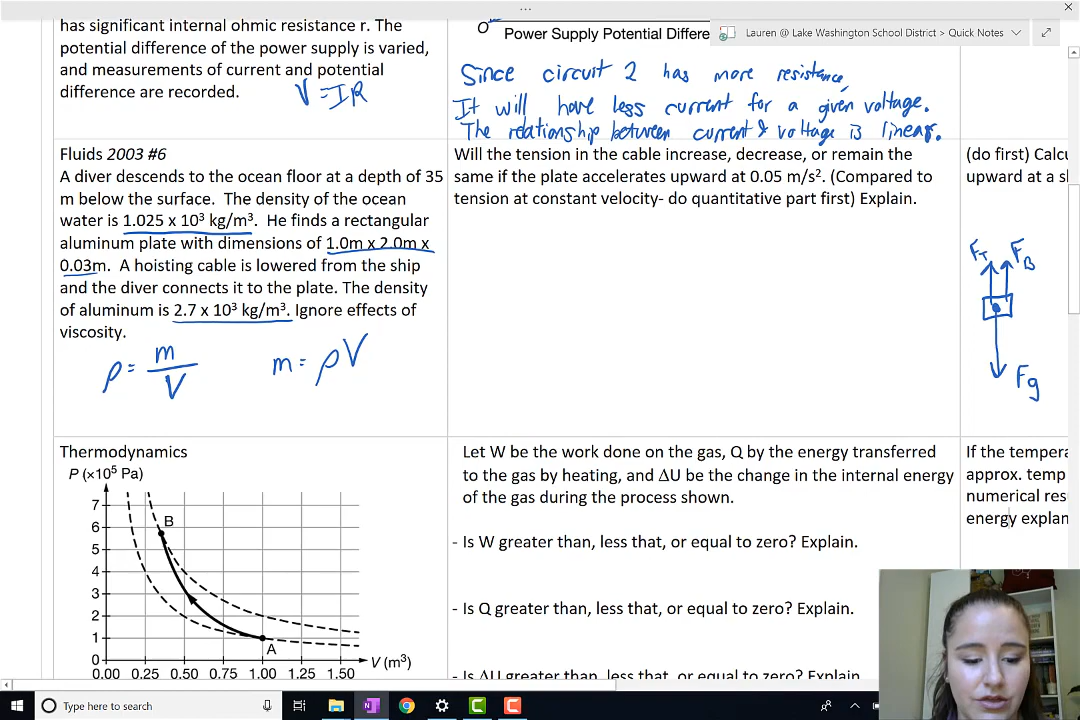 Lauren @ Lake Washington School District > Quick Notes
has significant internal ohmic resistance r. The
potential difference of the power supply is varied,
and measurements of current and potential
difference are recorded.
V = IR
O
Power Supply Potential Differe
Since circuit 2 has more resistance,
It will have less current for a given voltage.
The relationship between current & voltage is linear.
Fluids 2003 #6
A diver descends to the ocean floor at a depth of 35
m below the surface. The density of the ocean
water is 1.025 x 10³ kg/m³. He finds a rectangular
aluminum plate with dimensions of 1.0m x 2.0m x
0.03m. A hoisting cable is lowered from the ship
and the diver connects it to the plate. The density
of aluminum is 2.7 x 10³ kg/m³. Ignore effects of
viscosity.
ρ = m/V m = ρV
Will the tension in the cable increase, decrease, or remain the
same if the plate accelerates upward at 0.05 m/s². (Compared to
tension at constant velocity- do quantitative part first) Explain.
(do first) Calcu
upward at a sl
F_T F_B
Fg
Thermodynamics
P (×10⁵ Pa)
7
6
5
4
3
2
1
0
B
A
V (m³)
0.00 0.25 0.50 0.75 1.00 1.25 1.50
Let W be the work done on the gas, Q by the energy transferred
to the gas by heating, and ΔU be the change in the internal energy
of the gas during the process shown.
- Is W greater than, less that, or equal to zero? Explain.
- Is Q greater than, less that, or equal to zero? Explain.
- Is ΔU greater than, less that, or equal to zero? Explain
If the tempera
approx. temp
numerical res
energy explan
Type here to search